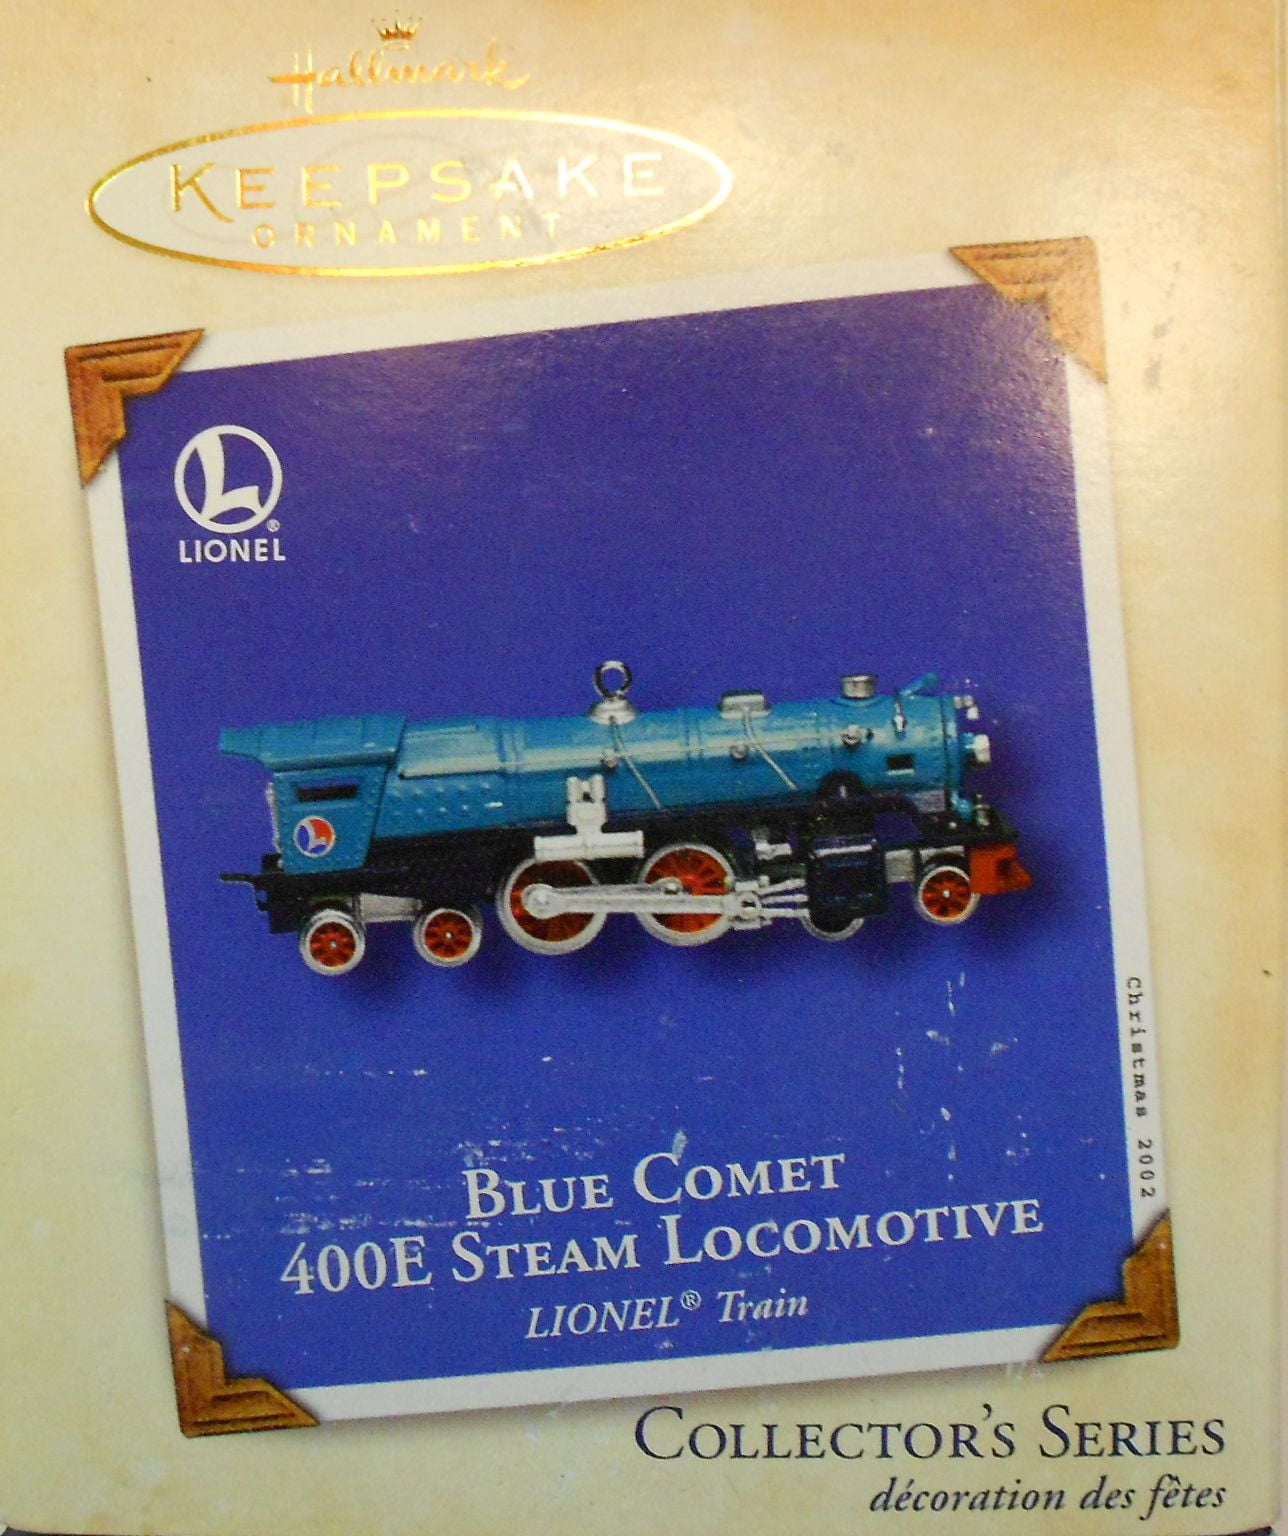 Hallmark
KEEPSAKE
ORNAMENT
L
®
LIONEL
L
BLUE COMET
400E STEAM LOCOMOTIVE
LIONEL® Train
Christmas 2002
COLLECTOR'S SERIES
décoration des fêtes